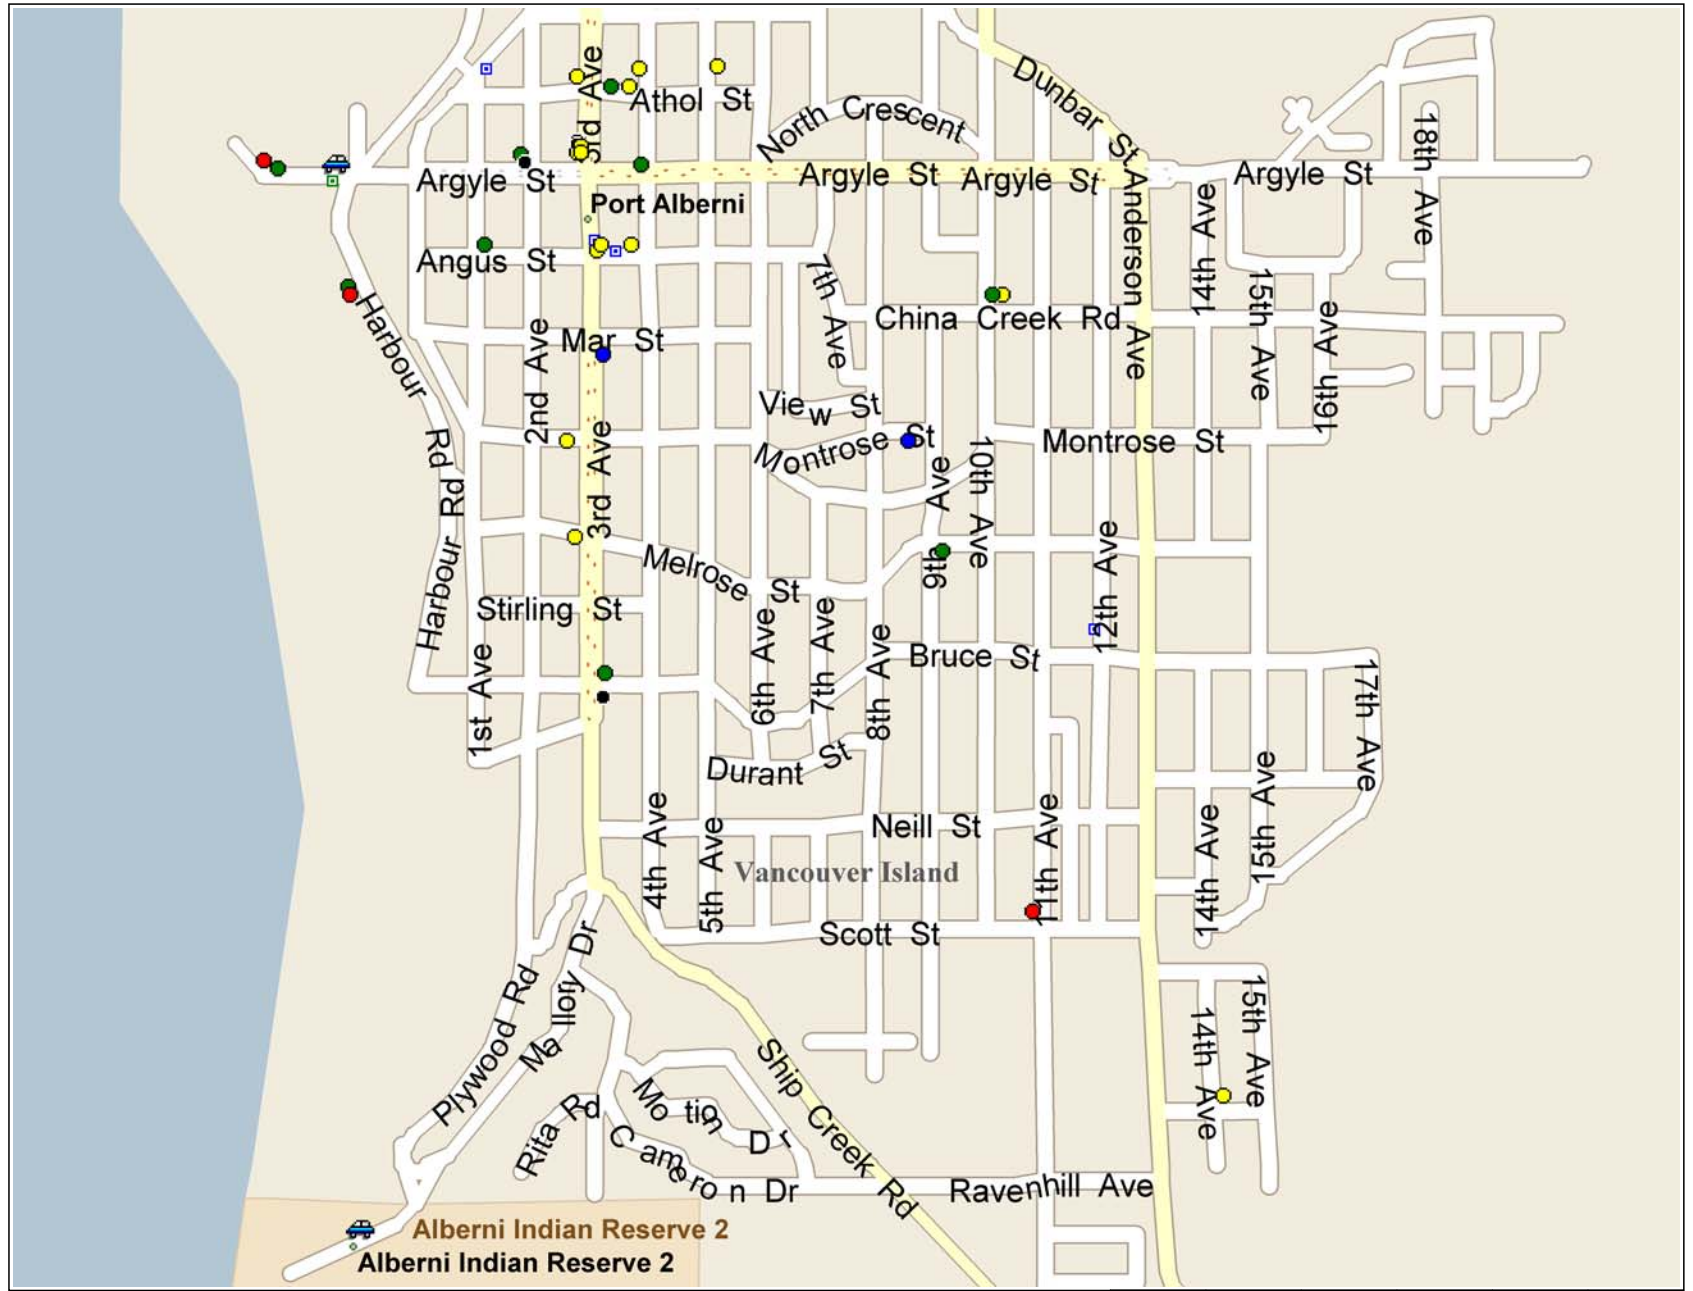 3rd Ave
Athol St
North Crescent
Dunbar St
18th Ave
Argyle St
Argyle St
Argyle St
Argyle St
Port Alberni
Anderson Ave
14th Ave
Angus St
7th Ave
15th Ave
Harbour Rd
China Creek Rd
16th Ave
2nd Ave
Mar St
View St
Montrose St
Montrose St
3rd Ave
9th Ave
10th Ave
Harbour Rd
Melrose St
12th Ave
Stirling St
6th Ave
7th Ave
8th Ave
Bruce St
1st Ave
17th Ave
Durant St
4th Ave
5th Ave
Neill St
11th Ave
14th Ave
15th Ave
Vancouver Island
Scott St
Plywood Rd
Mallory Dr
14th Ave
15th Ave
Ship Creek Rd
Rita Rd
Motion Dr
Cameron Dr
Ravenhill Ave
Alberni Indian Reserve 2
Alberni Indian Reserve 2